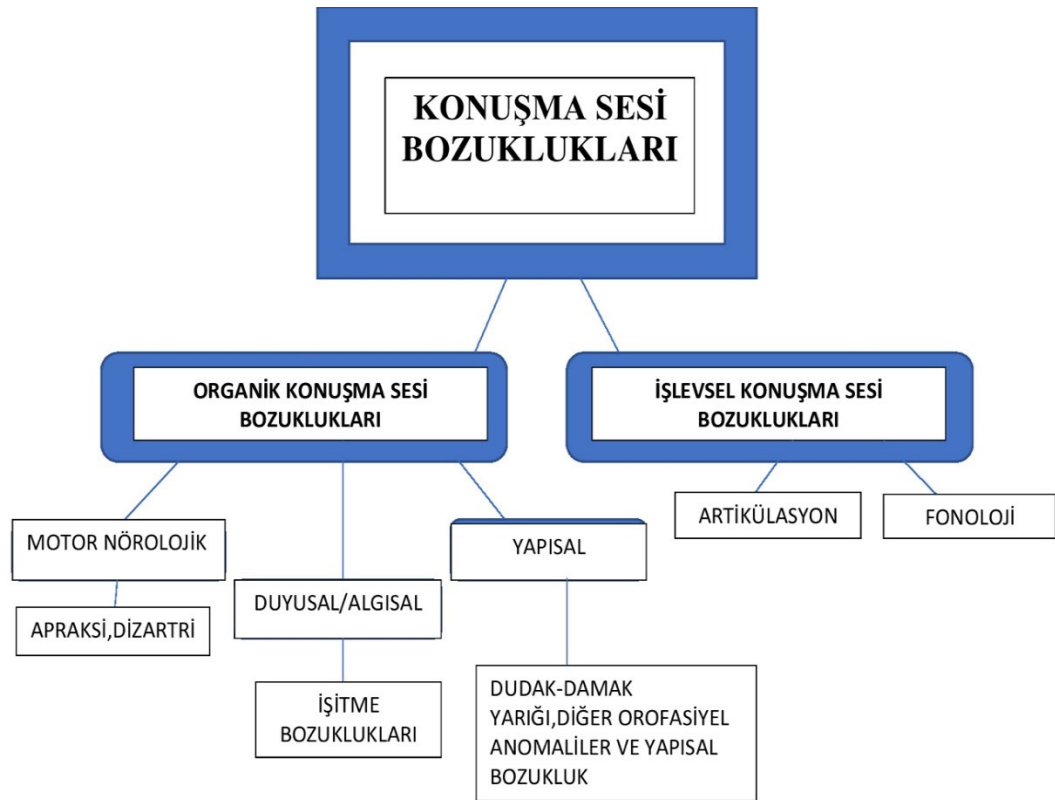 KONUŞMA SESİ
BOZUKLUKLARI
ORGANİK KONUŞMA SESİ
BOZUKLUKLARI
İŞLEVSEL KONUŞMA SESİ
BOZUKLUKLARI
MOTOR NÖROLOJİK
APRAKSİ,DİZARTRİ
DUYUSAL/ALGISAL
İŞİTME
BOZUKLUKLARI
YAPISAL
DUDAK-DAMAK
YARIĞI,DİĞER OROFASİYEL
ANOMALİLER VE YAPISAL
BOZUKLUK
ARTİKÜLASYON
FONOLOJİ